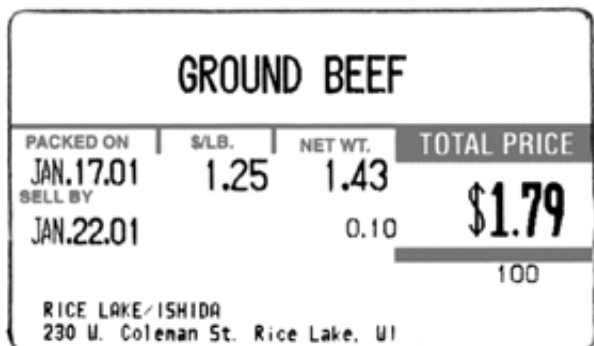 GROUND BEEF
PACKED ON $/LB. NET WT. TOTAL PRICE
JAN.17.01 1.25 1.43 $1.79
SELL BY
JAN.22.01 0.10
100
RICE LAKE/ISHIDA
230 W. Coleman St. Rice Lake, WI